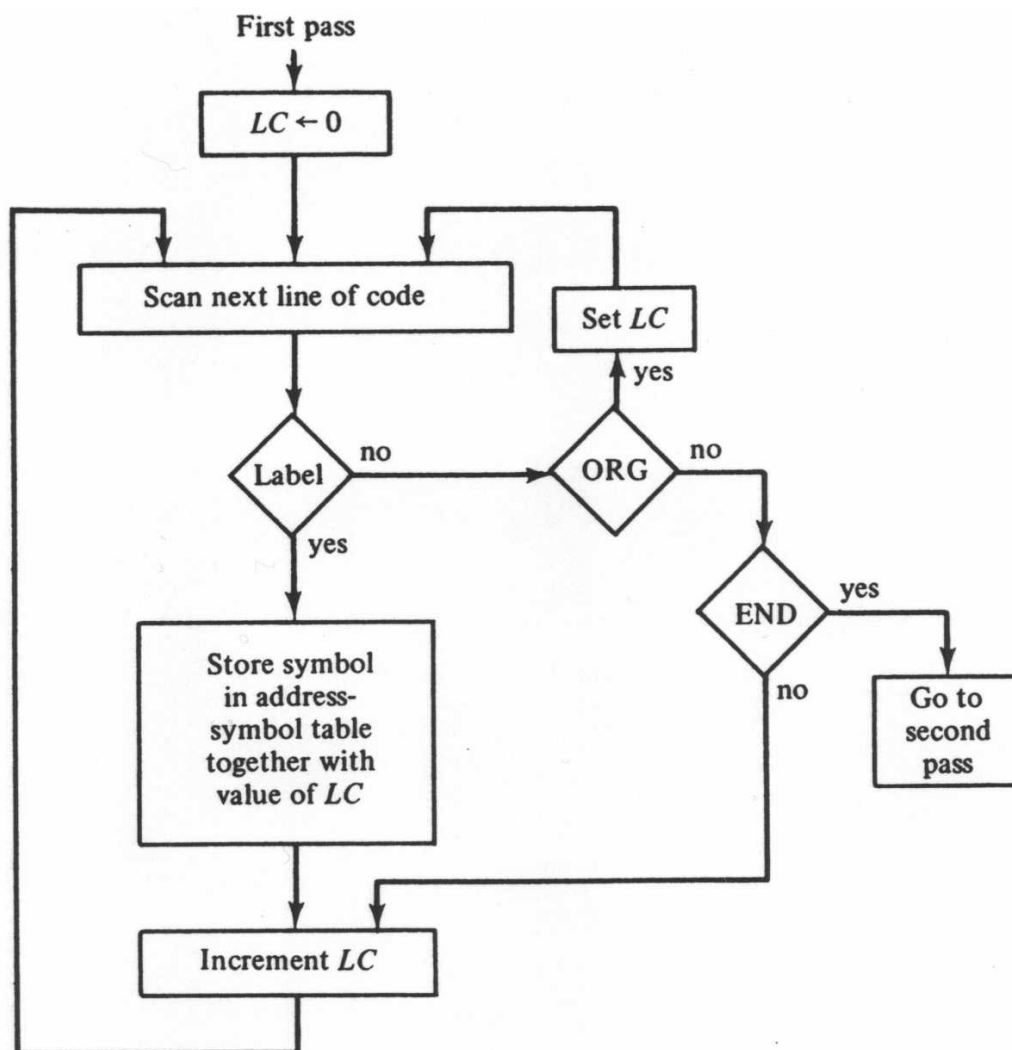 First pass
LC ← 0
Scan next line of code
Set LC
yes
Label
no
ORG
no
yes
END
yes
no
Store symbol
in address-
symbol table
together with
value of LC
Go to
second
pass
Increment LC